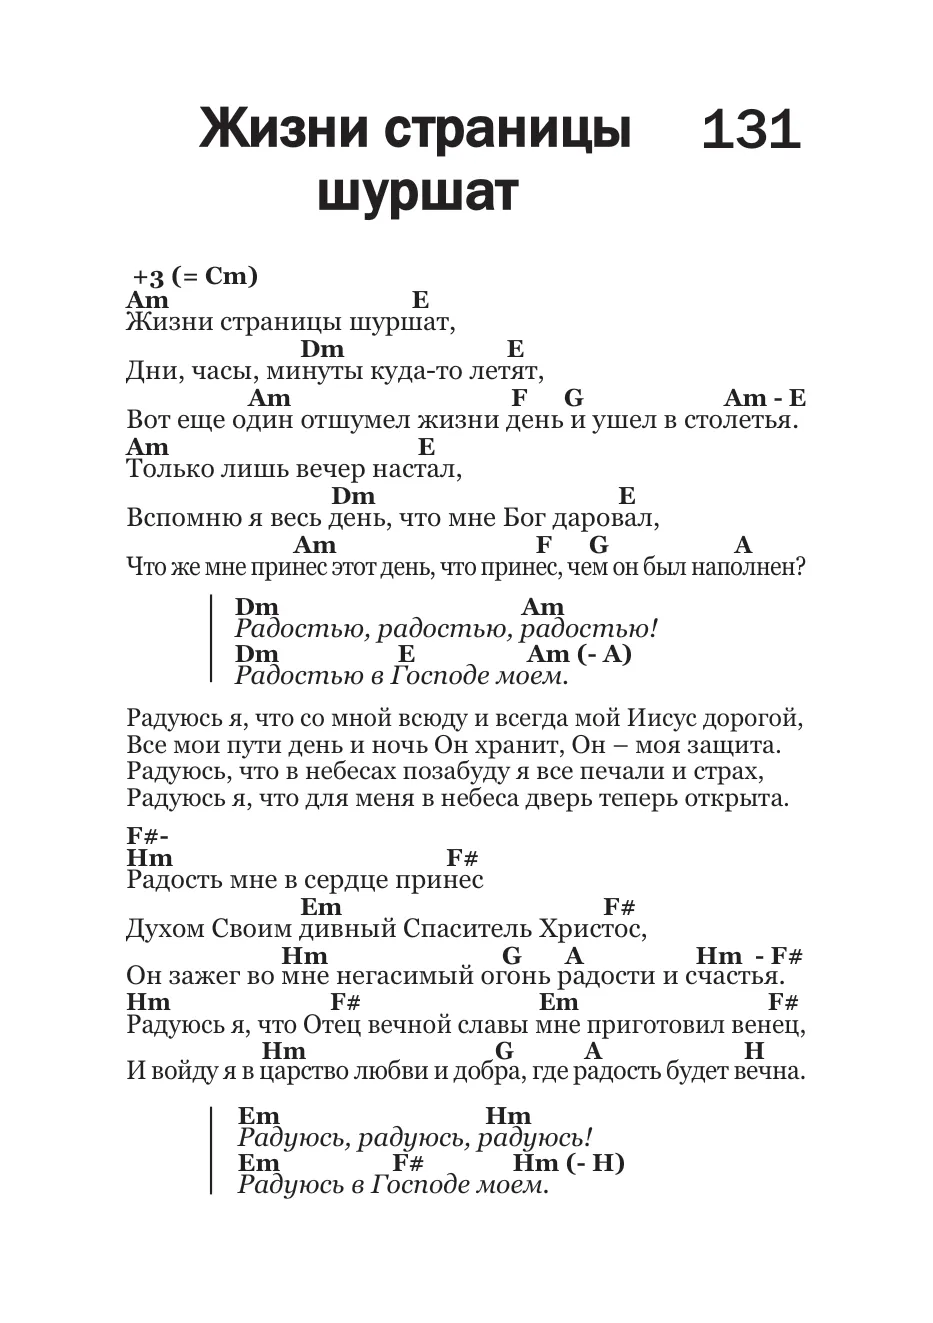 Жизни страницы 131
шуршат
+3 (= Cm)
Am E
Жизни страницы шуршат,
Dm E
Дни, часы, минуты куда-то летят,
Am F G Am - E
Вот еще один отшумел жизни день и ушел в столетья.
Am E
Только лишь вечер настал,
Dm E
Вспомню я весь день, что мне Бог даровал,
Am F G A
Что же мне принес этот день, что принес, чем он был наполнен?
Dm Am
Радостью, радостью, радостью!
Dm E Am (- A)
Радостью в Господе моем.
Радуюсь я, что со мной всюду и всегда мой Иисус дорогой,
Все мои пути день и ночь Он хранит, Он – моя защита.
Радуюсь, что в небесах позабуду я все печали и страх,
Радуюсь я, что для меня в небеса дверь теперь открыта.
F#-
Hm F#
Радость мне в сердце принес
Em F#
Духом Своим дивный Спаситель Христос,
Hm G A Hm - F#
Он зажег во мне негасимый огонь радости и счастья.
Hm F# Em F#
Радуюсь я, что Отец вечной славы мне приготовил венец,
Hm G A H
И войду я в царство любви и добра, где радость будет вечна.
Em Hm
Радуюсь, радуюсь, радуюсь!
Em F# Hm (- H)
Радуюсь в Господе моем.